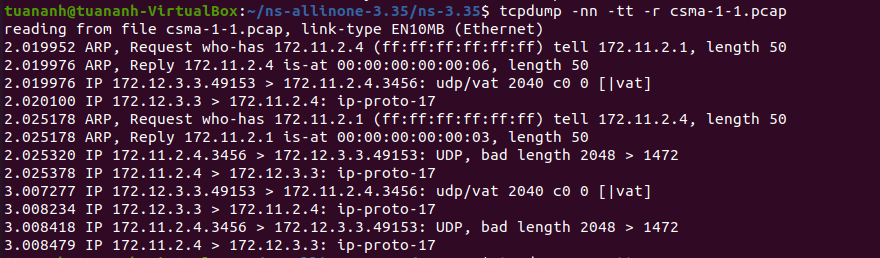 tuananh@tuananh-VirtualBox:~/ns-allinone-3.35/ns-3.35$ tcpdump -nn -tt -r csma-1-1.pcap
reading from file csma-1-1.pcap, link-type EN10MB (Ethernet)
2.019952 ARP, Request who-has 172.11.2.4 (ff:ff:ff:ff:ff:ff) tell 172.11.2.1, length 50
2.019976 ARP, Reply 172.11.2.4 is-at 00:00:00:00:00:06, length 50
2.019976 IP 172.12.3.3.49153 > 172.11.2.4.3456: udp/vat 2040 c0 0 [|vat]
2.020100 IP 172.12.3.3 > 172.11.2.4: ip-proto-17
2.025178 ARP, Request who-has 172.11.2.1 (ff:ff:ff:ff:ff:ff) tell 172.11.2.4, length 50
2.025178 ARP, Reply 172.11.2.1 is-at 00:00:00:00:00:03, length 50
2.025320 IP 172.11.2.4.3456 > 172.12.3.3.49153: UDP, bad length 2048 > 1472
2.025378 IP 172.11.2.4 > 172.12.3.3: ip-proto-17
3.007277 IP 172.12.3.3.49153 > 172.11.2.4.3456: udp/vat 2040 c0 0 [|vat]
3.008234 IP 172.12.3.3 > 172.11.2.4: ip-proto-17
3.008418 IP 172.11.2.4.3456 > 172.12.3.3.49153: UDP, bad length 2048 > 1472
3.008479 IP 172.11.2.4 > 172.12.3.3: ip-proto-17